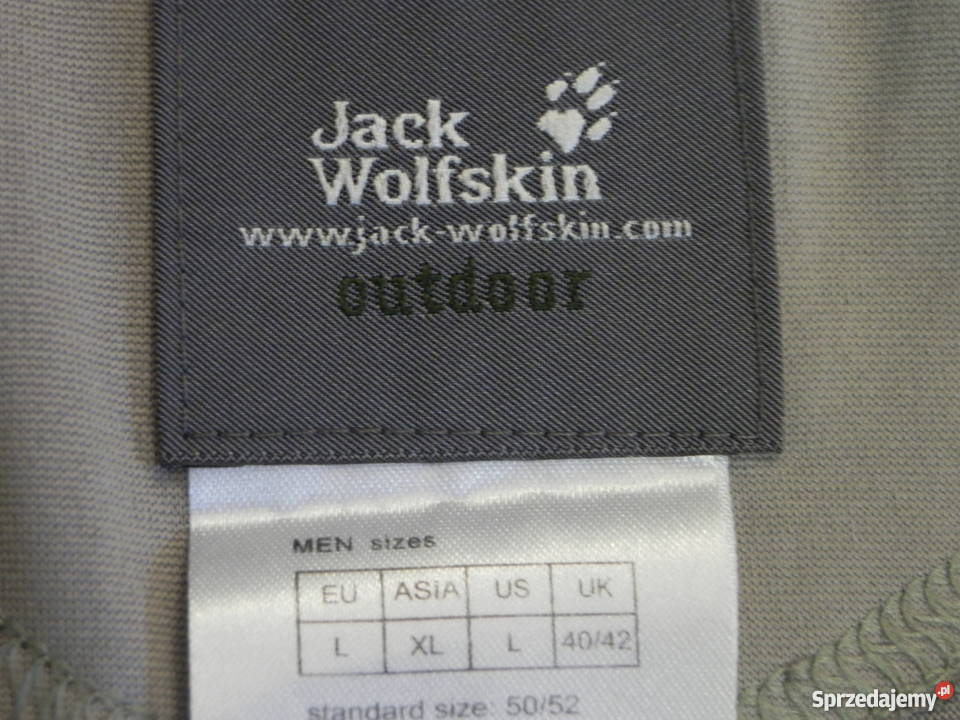 Jack
Wolfskin
www.jack-wolfskin.com
outdoor
MEN sizes
EU ASIA US UK
L XL L 40/42
standard size: 50/52
Sprzedajemy.pl